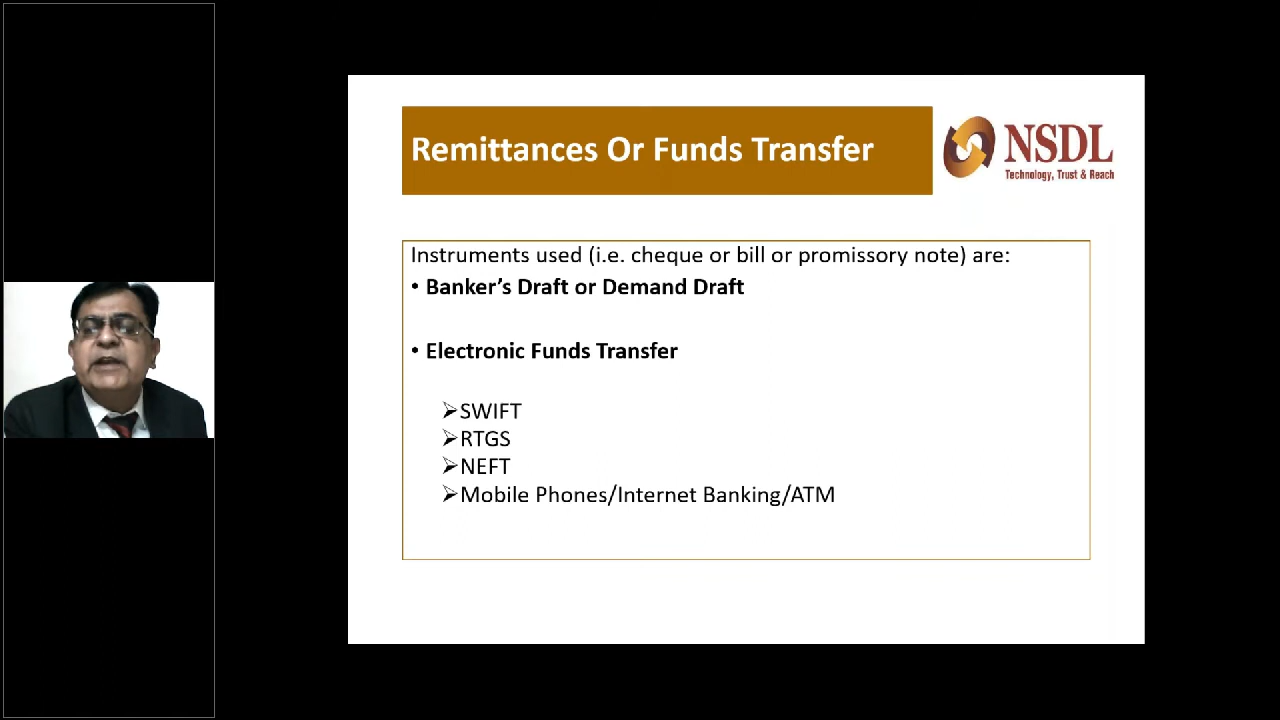 Remittances Or Funds Transfer
NSDL
Technology, Trust & Reach
Instruments used (i.e. cheque or bill or promissory note) are:
• Banker’s Draft or Demand Draft
• Electronic Funds Transfer
➢SWIFT
➢RTGS
➢NEFT
➢Mobile Phones/Internet Banking/ATM